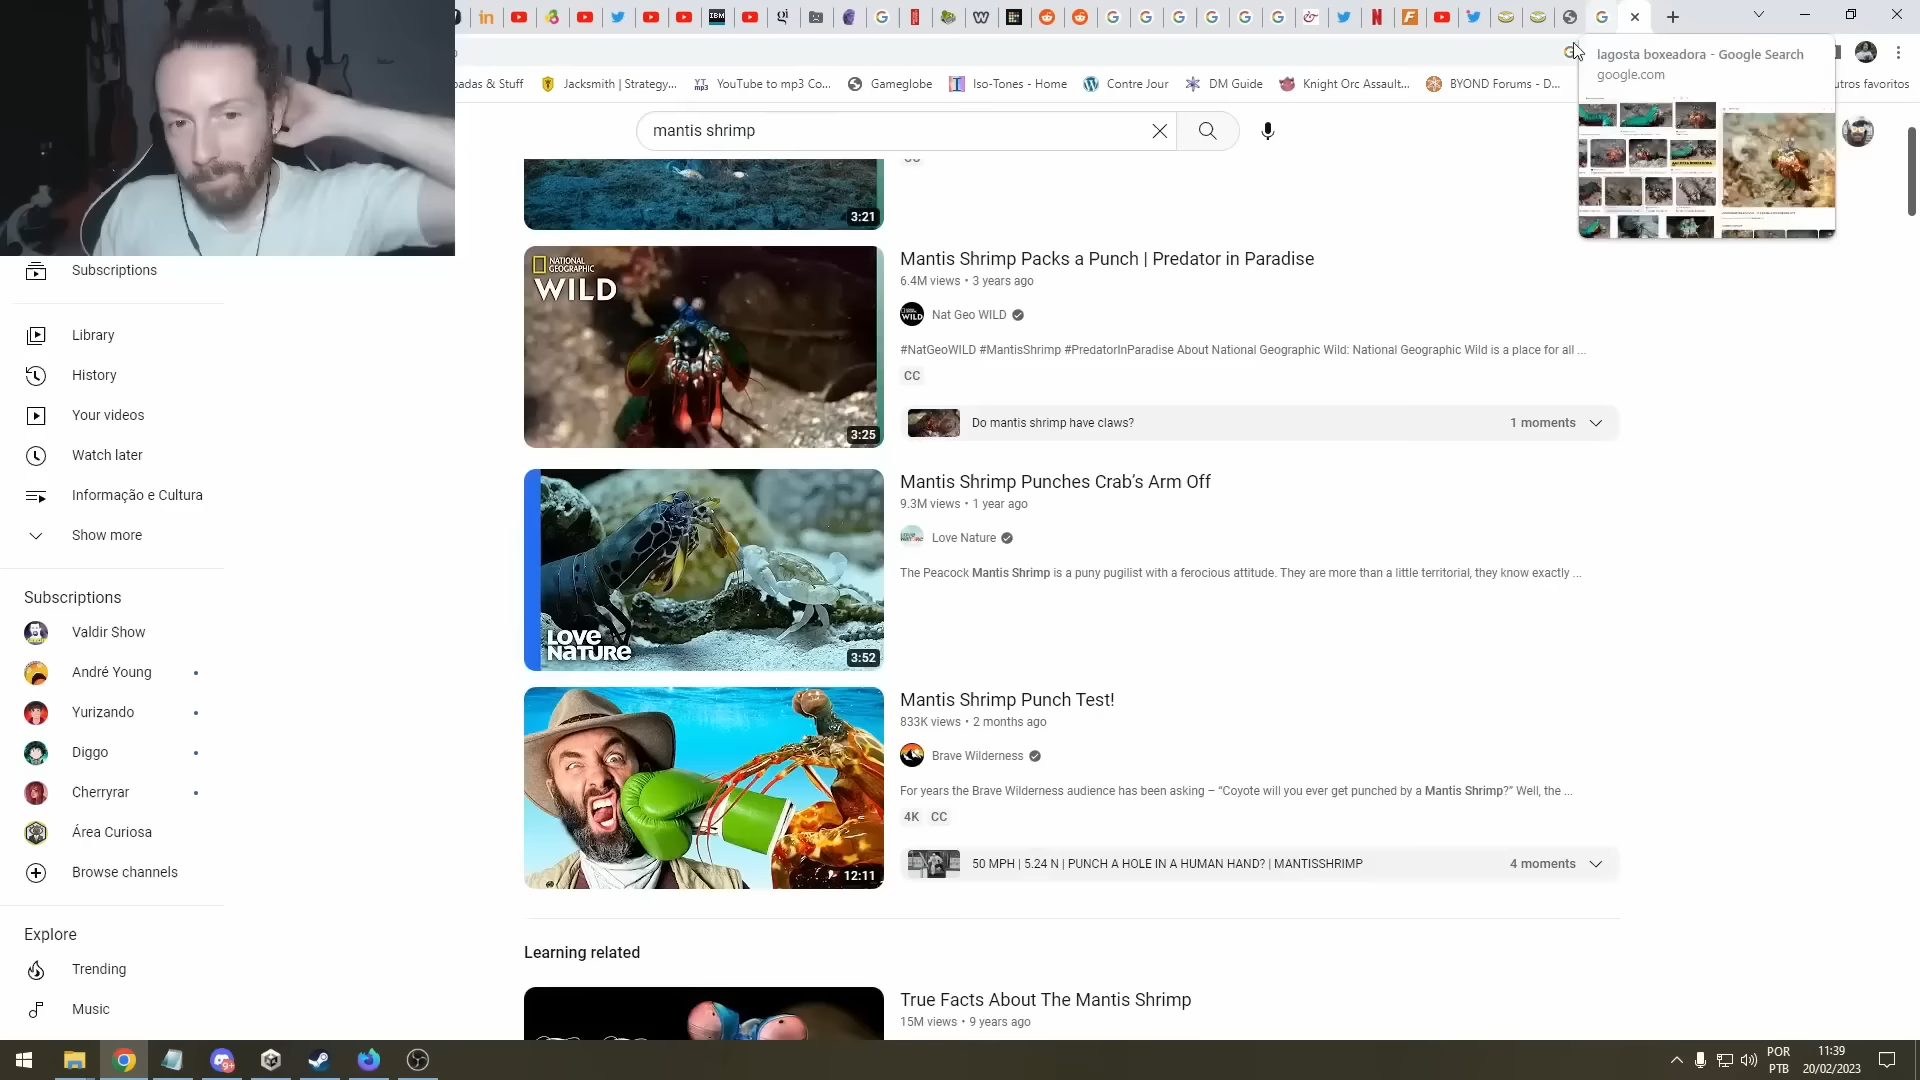 lagosta boxeadora - Google Search
google.com
padas & Stuff
Jacksmith | Strategy...
YouTube to mp3 Co...
Gameglobe
Iso-Tones - Home
Contre Jour
DM Guide
Knight Orc Assault...
BYOND Forums - D...
utros favoritos
mantis shrimp
3:21
CC
NATIONAL GEOGRAPHIC
WILD
3:25
Mantis Shrimp Packs a Punch | Predator in Paradise
6.4M views • 3 years ago
Nat Geo WILD
#NatGeoWILD #MantisShrimp #PredatorInParadise About National Geographic Wild: National Geographic Wild is a place for all ...
CC
Do mantis shrimp have claws?
1 moments
LOVE NATURE
3:52
Mantis Shrimp Punches Crab’s Arm Off
9.3M views • 1 year ago
Love Nature
The Peacock Mantis Shrimp is a puny pugilist with a ferocious attitude. They are more than a little territorial, they know exactly ...
12:11
Mantis Shrimp Punch Test!
833K views • 2 months ago
Brave Wilderness
For years the Brave Wilderness audience has been asking – “Coyote will you ever get punched by a Mantis Shrimp?” Well, the ...
4K CC
50 MPH | 5.24 N | PUNCH A HOLE IN A HUMAN HAND? | MANTISSHRIMP
4 moments
Learning related
True Facts About The Mantis Shrimp
15M views • 9 years ago
Subscriptions
Library
History
Your videos
Watch later
Informação e Cultura
Show more
Subscriptions
Valdir Show
André Young
Yurizando
Diggo
Cherryrar
Área Curiosa
Browse channels
Explore
Trending
Music
9+
POR
PTB
11:39
20/02/2023